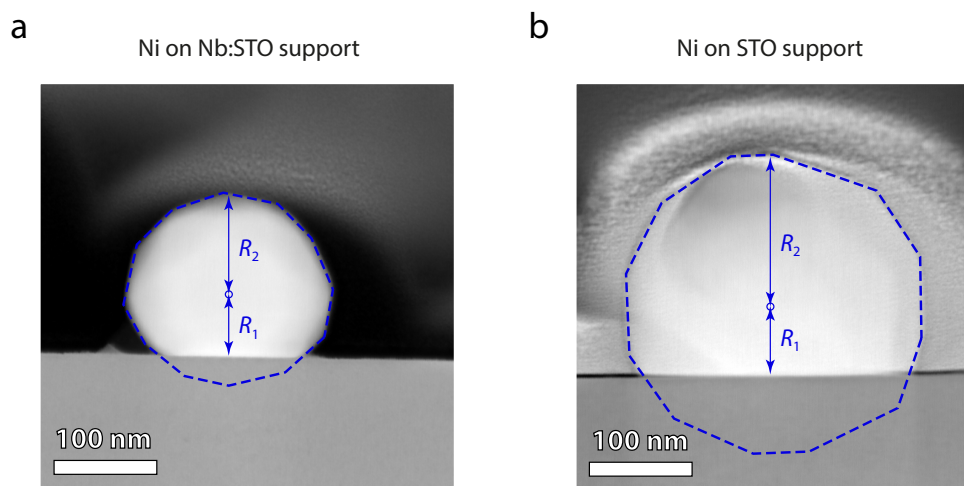 a
Ni on Nb:STO support
R2
R1
100 nm
b
Ni on STO support
R2
R1
100 nm